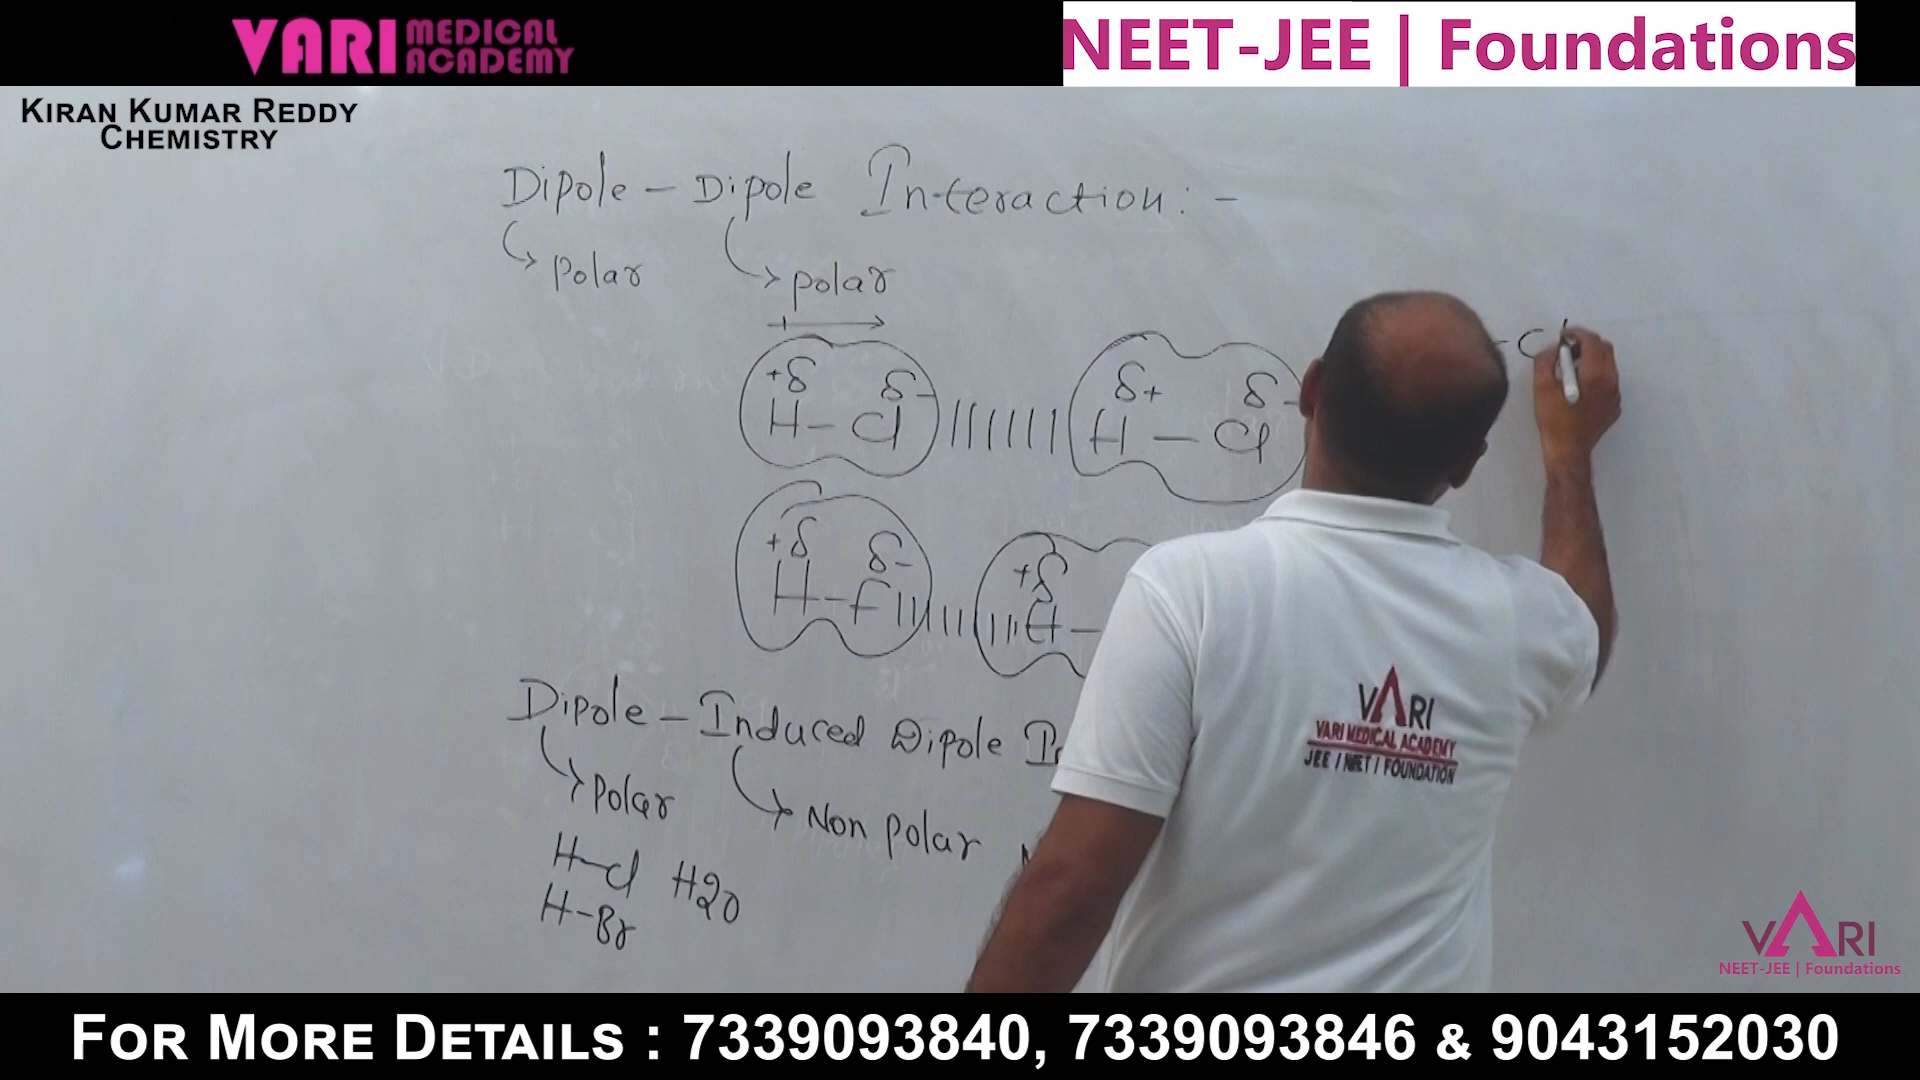 VARI MEDICAL ACADEMY
NEET-JEE | Foundations
KIRAN KUMAR REDDY
CHEMISTRY
Dipole - Dipole Interaction: -
polar
polar
+δ δ- δ+ δ-
H - Cl H - Cl
+δ δ- +δ
H - F H -
Dipole - Induced Dipole
polar
Non polar
H-Cl H2O
H-Br
VARI
VARI MEDICAL ACADEMY
JEE / NEET / FOUNDATION
VARI
NEET-JEE | Foundations
FOR MORE DETAILS : 7339093840, 7339093846 & 9043152030